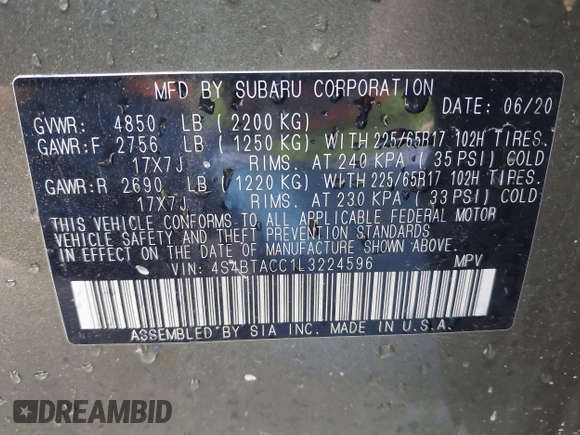 MFD BY SUBARU CORPORATION
DATE: 06/20
GVWR: 4850 LB (2200 KG)
GAWR:F 2756 LB (1250 KG) WITH 225/65R17 102H TIRES.
17X7J RIMS. AT 240 KPA (35 PSI) COLD
GAWR:R 2690 LB (1220 KG) WITH 225/65R17 102H TIRES.
17X7J RIMS. AT 230 KPA (33 PSI) COLD
THIS VEHICLE CONFORMS TO ALL APPLICABLE FEDERAL MOTOR
VEHICLE SAFETY AND THEFT PREVENTION STANDARDS
IN EFFECT ON THE DATE OF MANUFACTURE SHOWN ABOVE.
VIN: 4S4BTACC1L3224596 MPV
ASSEMBLED BY SIA INC. MADE IN U.S.A.
DREAMBID